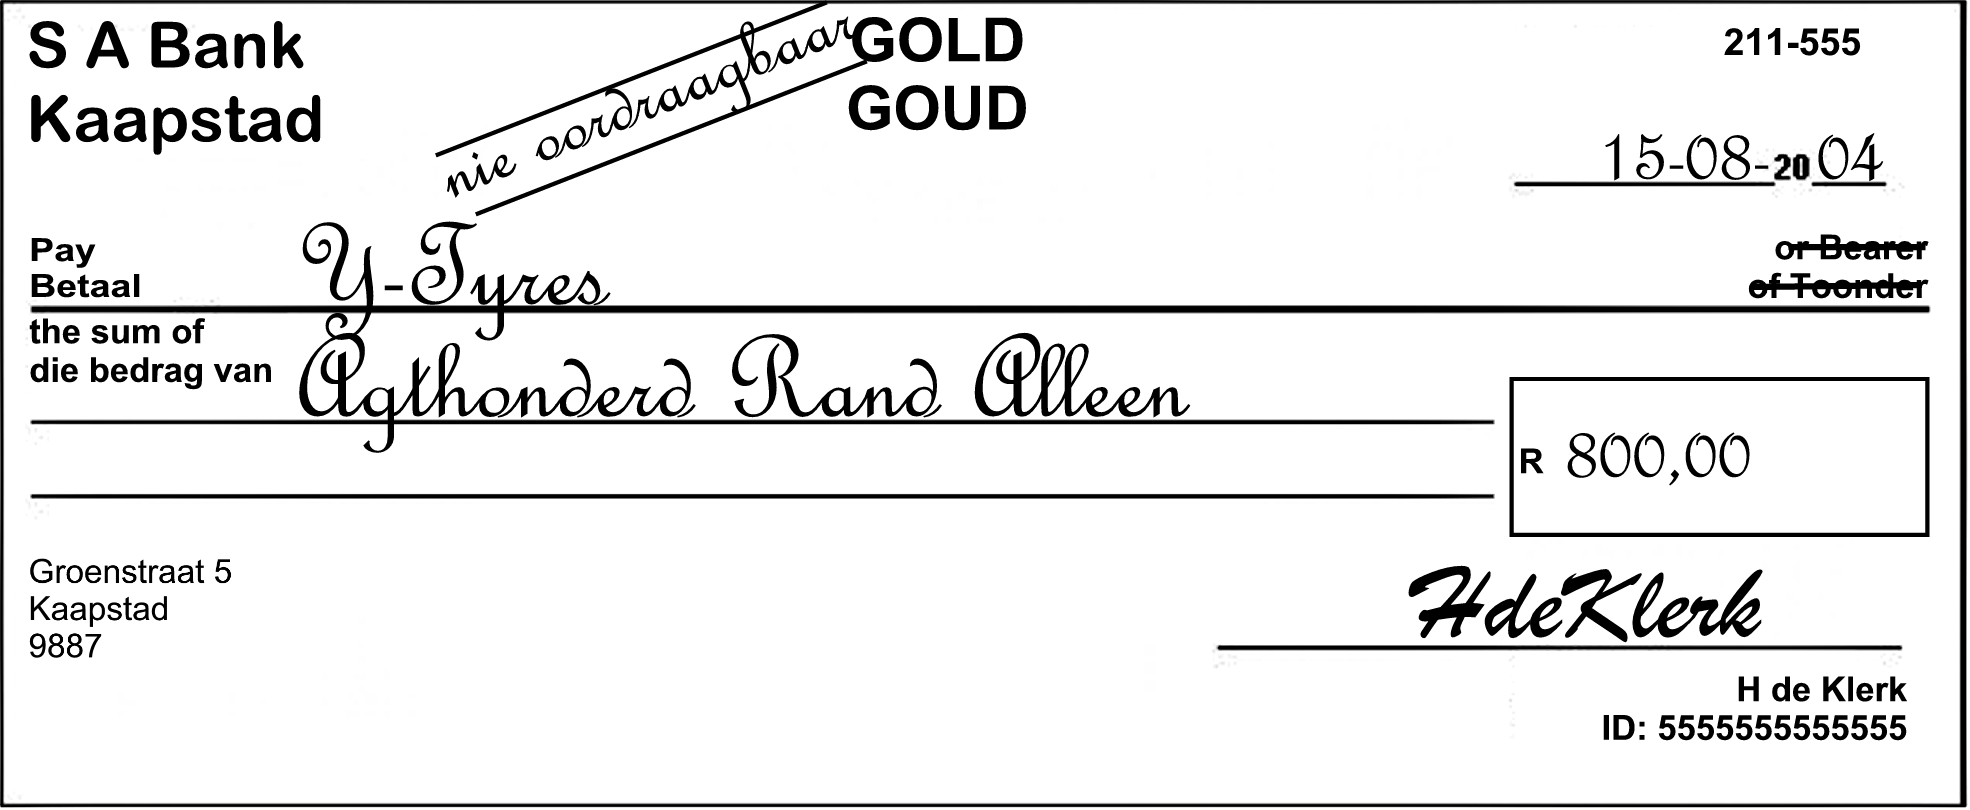 S A Bank
Kaapstad
nie oordraagbaar
GOLD
GOUD
211-555
15-08-2004
Pay
Betaal
Y-Tyres
or Bearer
of Toonder
the sum of
die bedrag van
Agthonderd Rand Alleen
R 800,00
Groenstraat 5
Kaapstad
9887
HdeKlerk
H de Klerk
ID: 5555555555555